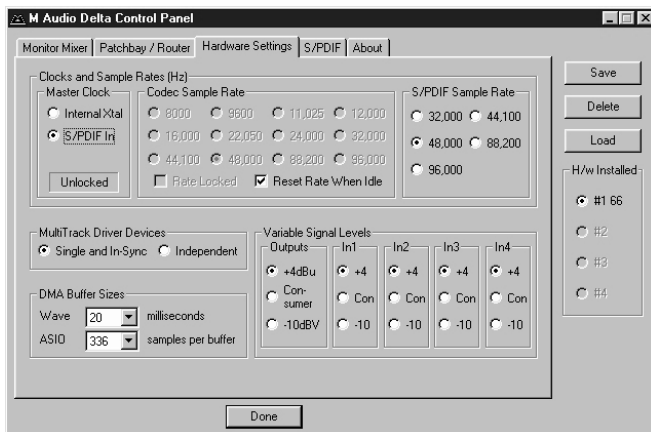 M Audio Delta Control Panel
Monitor Mixer Patchbay / Router Hardware Settings S/PDIF About
Clocks and Sample Rates (Hz)
Master Clock
Internal Xtal
S/PDIF In
Unlocked
Codec Sample Rate
8000 9600 11,025 12,000
16,000 22,050 24,000 32,000
44,100 48,000 88,200 96,000
Rate Locked Reset Rate When Idle
S/PDIF Sample Rate
32,000 44,100
48,000 88,200
96,000
MultiTrack Driver Devices
Single and In-Sync Independent
DMA Buffer Sizes
Wave 20 milliseconds
ASIO 336 samples per buffer
Variable Signal Levels
Outputs
+4dBu
Con-
sumer
-10dBV
In1
+4
Con
-10
In2
+4
Con
-10
In3
+4
Con
-10
In4
+4
Con
-10
Save
Delete
Load
H/w Installed
#1 66
#2
#3
#4
Done